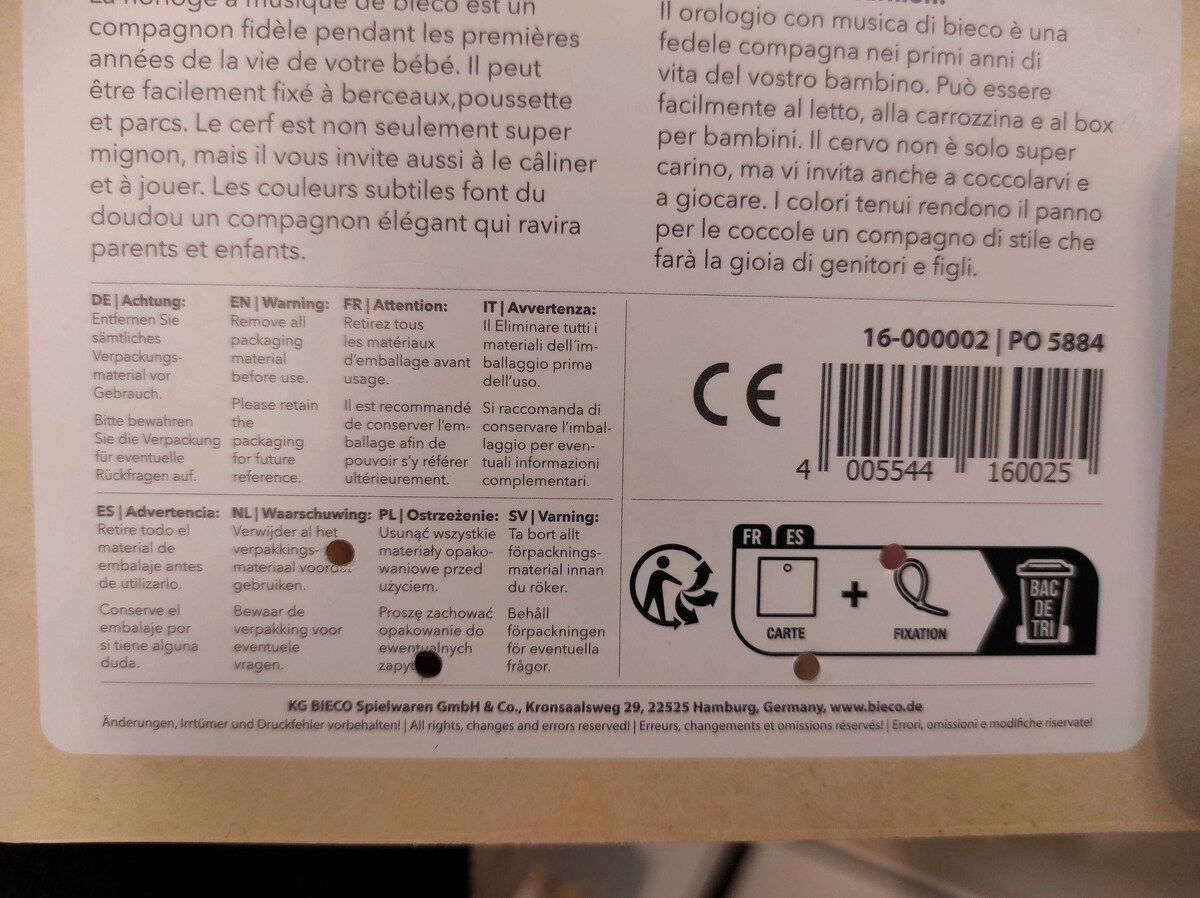 compagnon fidèle pendant les premières
années de la vie de votre bébé. Il peut
être facilement fixé à berceaux,poussette
et parcs. Le cerf est non seulement super
mignon, mais il vous invite aussi à le câliner
et à jouer. Les couleurs subtiles font du
doudou un compagnon élégant qui ravira
parents et enfants.
Il orologio con musica di bieco è una
fedele compagna nei primi anni di
vita del vostro bambino. Può essere
facilmente al letto, alla carrozzina e al box
per bambini. Il cervo non è solo super
carino, ma vi invita anche a coccolarvi e
a giocare. I colori tenui rendono il panno
per le coccole un compagno di stile che
farà la gioia di genitori e figli.
DE | Achtung:
Entfernen Sie
sämtliches
Verpackungs-
material vor
Gebrauch.
Bitte bewahren
Sie die Verpackung
für eventuelle
Rückfragen auf.
EN | Warning:
Remove all
packaging
material
before use.
Please retain
the
packaging
for future
reference.
FR | Attention:
Retirez tous
les matériaux
d'emballage avant
usage.
Il est recommandé
de conserver l'em-
ballage afin de
pouvoir s'y référer
ultérieurement.
IT | Avvertenza:
Il Eliminare tutti i
materiali dell´im-
ballaggio prima
dell'uso.
Si raccomanda di
conservare l'imbal-
laggio per even-
tuali informazioni
complementari.
ES | Advertencia:
Retire todo el
material de
embalaje antes
de utilizarlo.
Conserve el
embalaje por
si tiene alguna
duda.
NL | Waarschuwing:
Verwijder al het
verpakkings-
materiaal
gebruiken.
Bewaar de
verpakking voor
eventuele
vragen.
PL | Ostrzeżenie:
Usunąć wszystkie
materiały opako-
waniowe przed
użyciem.
Proszę zachować
opakowanie do
ewentualnych
SV | Varning:
Ta bort allt
förpacknings-
material innan
du röker.
Behåll
förpackningen
för eventuella
frågor.
16-000002 | PO 5884
CE
4 005544 160025
FR ES
CARTE + FIXATION
BAC
DE
TRI
KG BIECO Spielwaren GmbH & Co., Kronsaalsweg 29, 22525 Hamburg, Germany, www.bieco.de
Änderungen, Irrtümer und Druckfehler vorbehalten! | All rights, changes and errors reserved! | Erreurs, changements et omissions réservés! | Errori, omissioni e modifiche riservate!